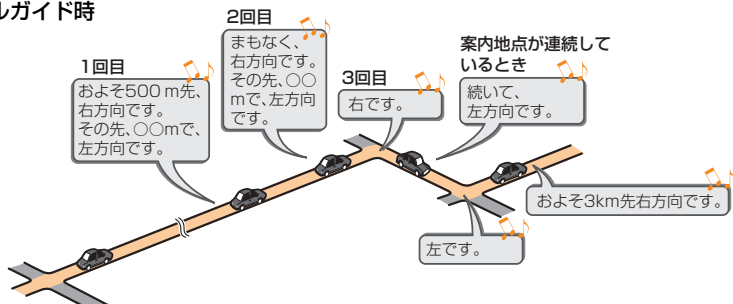 ルガイド時
1回目
およそ500 m先、
右方向です。
その先、○○mで、
左方向です。
2回目
まもなく、
右方向です。
その先、○○
mで、左方向
です。
3回目
右です。
案内地点が連続して
いるとき
続いて、
左方向です。
左です。
およそ3km先右方向です。